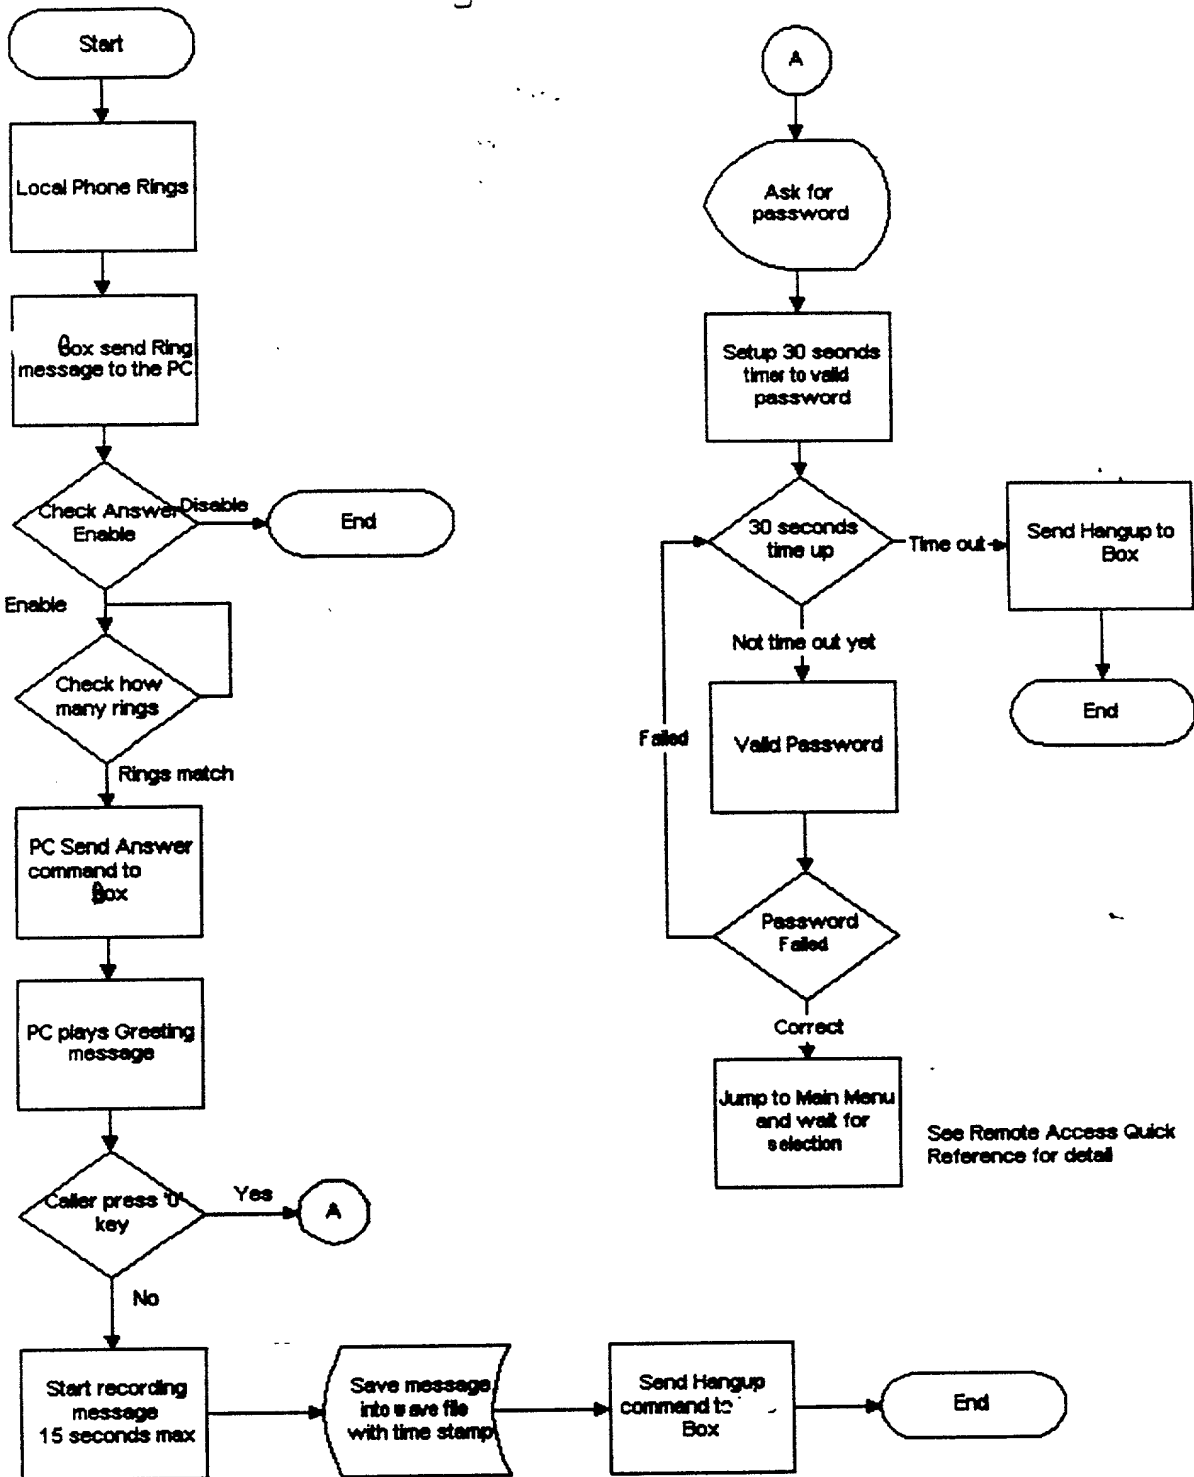 Start
Local Phone Rings
Box send Ring
message to the PC
Check Answer
Enable
Disable
End
Enable
Check how
many rings
Rings match
PC Send Answer
command to
Box
PC plays Greeting
message
Caller press '0'
key
Yes
A
No
Start recording
message
15 seconds max
Save message
into wave file
with time stamp
Send Hangup
command to
Box
End
A
Ask for
password
Setup 30 seonds
timer to valid
password
30 seconds
time up
Time out
Send Hangup to
Box
End
Not time out yet
Valid Password
Failed
Password
Failed
Correct
Jump to Main Menu
and wait for
selection
See Remote Access Quick
Reference for detail